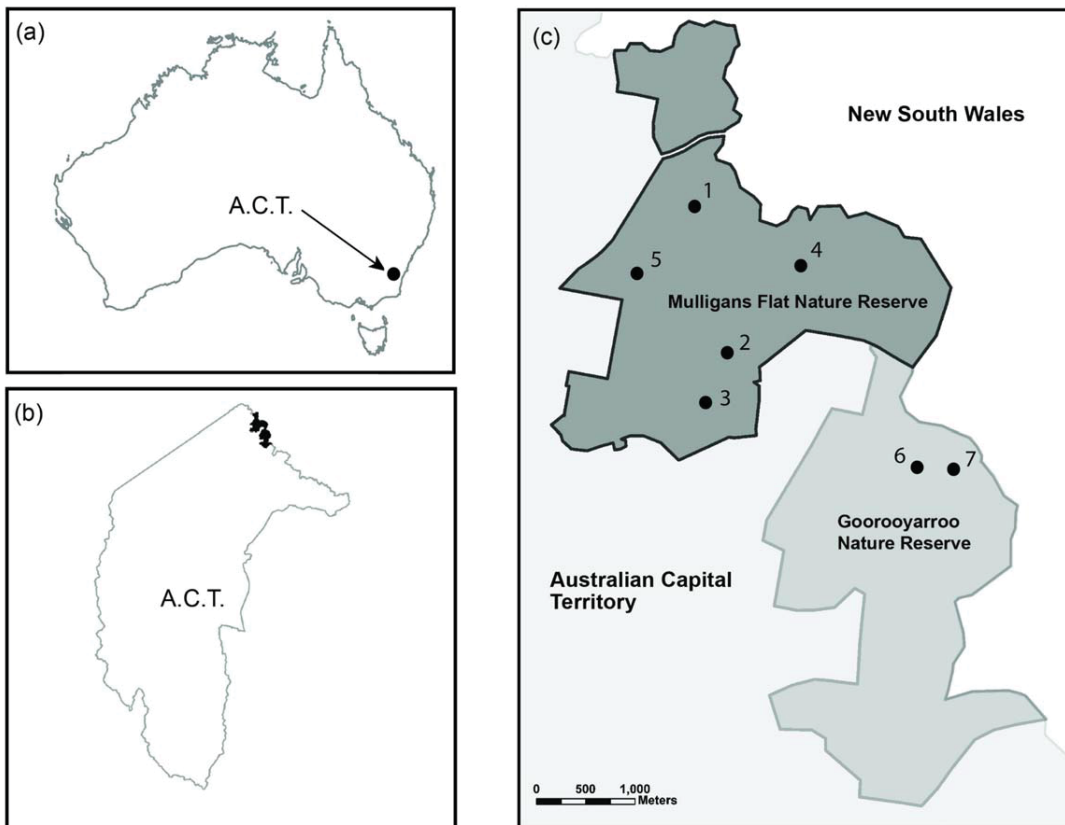 (a)
A.C.T.
(b)
A.C.T.
(c)
New South Wales
1
4
5
Mulligans Flat Nature Reserve
2
3
6
7
Goorooyarroo
Nature Reserve
Australian Capital
Territory
0 500 1,000
Meters